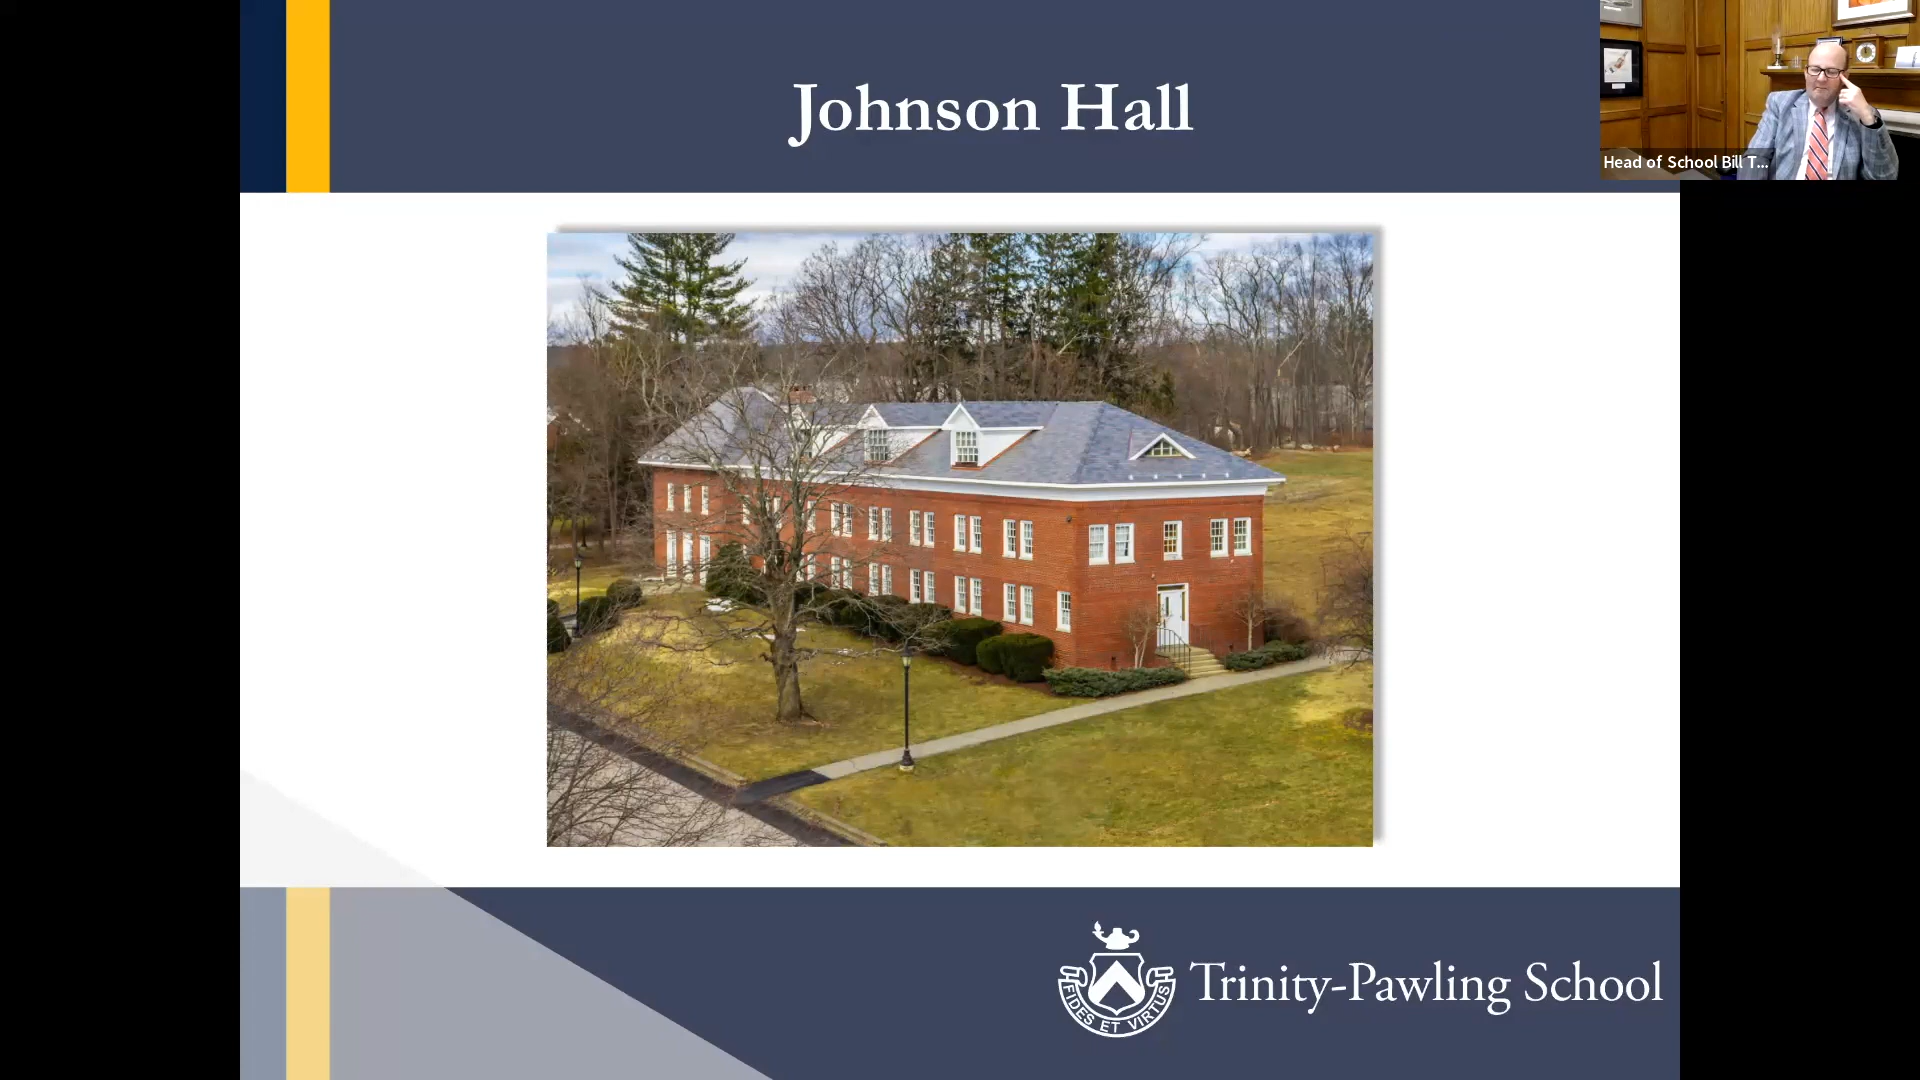 Johnson Hall
Head of School Bill T...
FIDES ET VIRTUS
Trinity-Pawling School